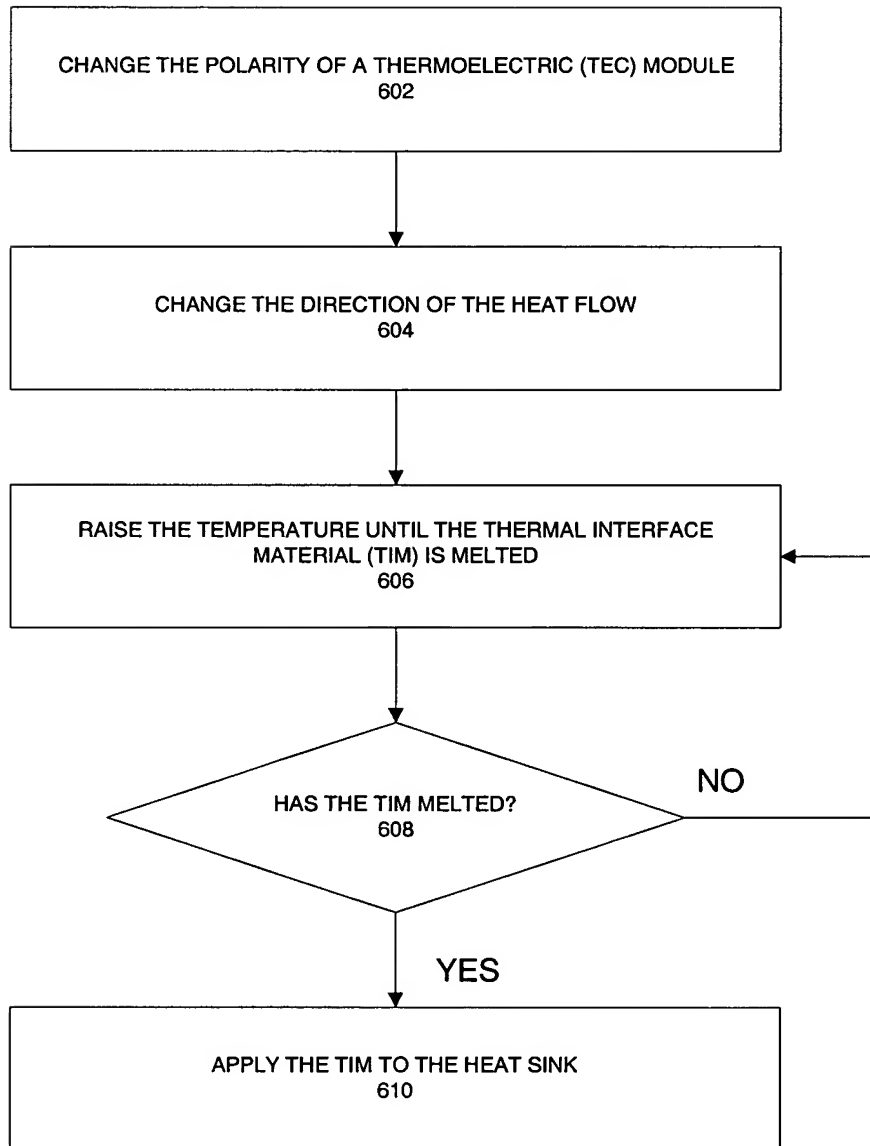 CHANGE THE POLARITY OF A THERMOELECTRIC (TEC) MODULE
602
CHANGE THE DIRECTION OF THE HEAT FLOW
604
RAISE THE TEMPERATURE UNTIL THE THERMAL INTERFACE
MATERIAL (TIM) IS MELTED
606
HAS THE TIM MELTED?
608
NO
YES
APPLY THE TIM TO THE HEAT SINK
610